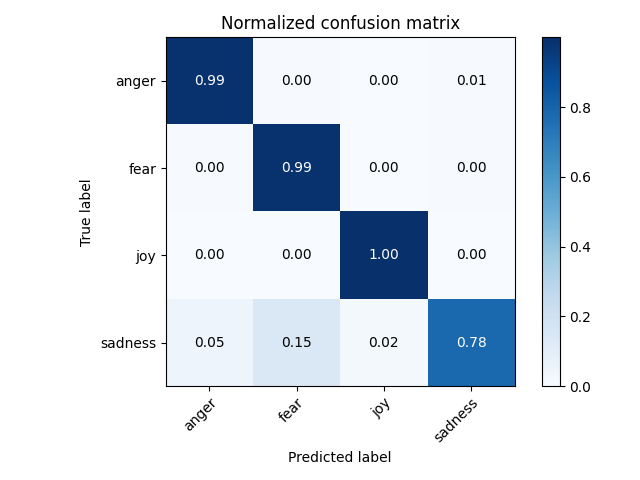 Normalized confusion matrix
True label
anger 0.99 0.00 0.00 0.01
fear 0.00 0.99 0.00 0.00
joy 0.00 0.00 1.00 0.00
sadness 0.05 0.15 0.02 0.78
anger fear joy sadness
Predicted label
0.8
0.6
0.4
0.2
0.0